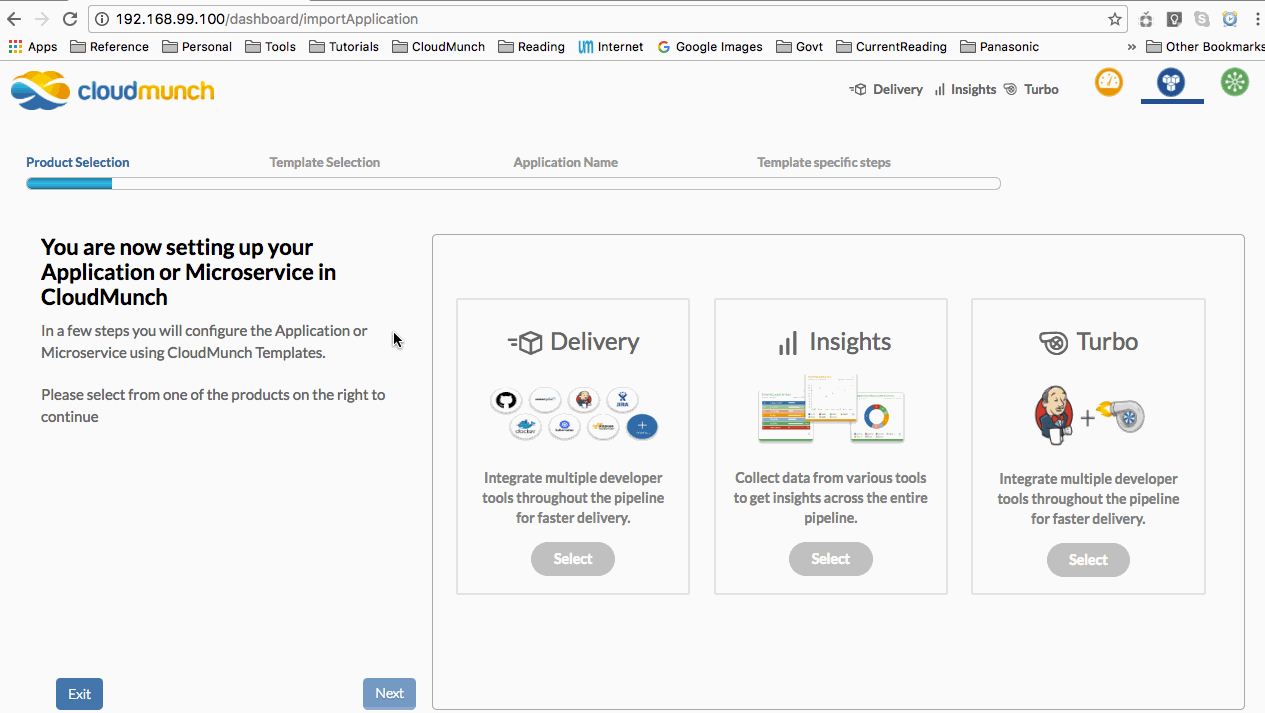 192.168.99.100/dashboard/importApplication
Apps Reference Personal Tools Tutorials CloudMunch Reading UM Internet G Google Images Govt CurrentReading Panasonic » Other Bookmarks
cloudmunch
Delivery Insights Turbo
Product Selection Template Selection Application Name Template specific steps
You are now setting up your
Application or Microservice in
CloudMunch
In a few steps you will configure the Application or
Microservice using CloudMunch Templates.
Please select from one of the products on the right to
continue
Delivery
JIRA
docker
Integrate multiple developer
tools throughout the pipeline
for faster delivery.
Select
Insights
Collect data from various tools
to get insights across the entire
pipeline.
Select
Turbo
+
Integrate multiple developer
tools throughout the pipeline
for faster delivery.
Select
Exit Next